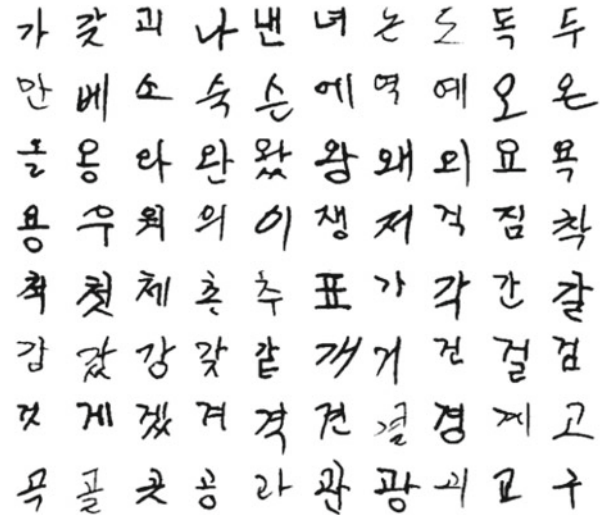 가 갖 괴 나 낸 녀 논 도 독 두
만 베 소 숙 슨 에 역 예 오 온
올 옹 와 완 왔 왕 왜 외 요 욕
용 우 웍 의 이 쟁 저 적 짐 착
책 첫 체 촌 추 표 가 각 간 갈
감 갔 강 갖 같 개 거 건 걸 검
것 게 겠 겨 격 견 결 경 계 고
곡 골 곳 공 과 관 광 괴 교 구